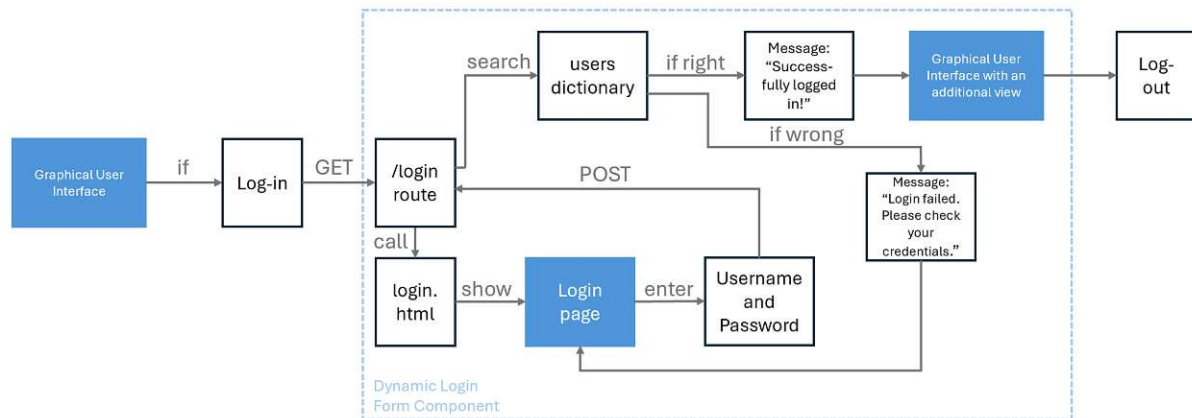 Graphical User
Interface
if
Log-in
GET
/login
route
search
users
dictionary
if right
Message:
“Success-
fully logged
in!”
Graphical User
Interface with an
additional view
Log-
out
if wrong
Message:
“Login failed.
Please check
your
credentials.”
POST
call
login.
html
show
Login
page
enter
Username
and
Password
Dynamic Login
Form Component